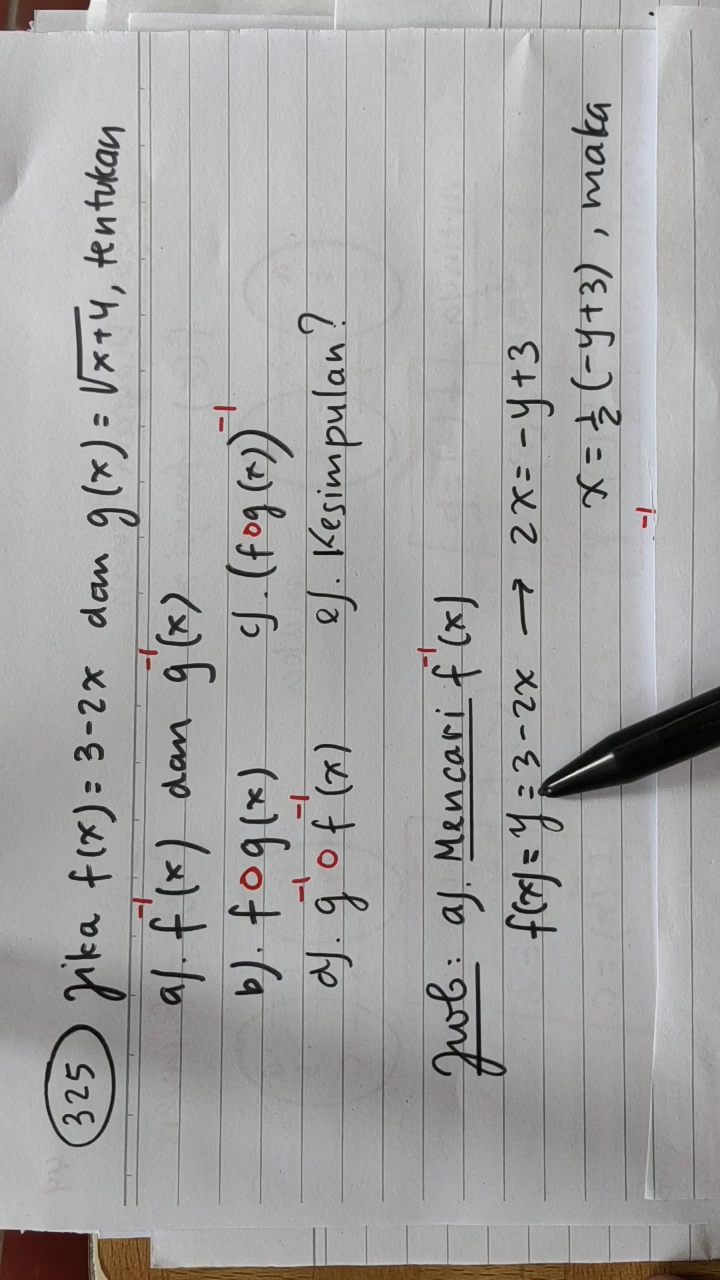 325 Jika f(x) = 3 - 2x dan g(x) = √x+4, tentukan
a). f⁻¹(x) dan g⁻¹(x)
b). f o g(x) c). (f o g(x))⁻¹
d). g⁻¹ o f⁻¹(x) e). Kesimpulan?
Jwb: a). Mencari f⁻¹(x)
f(x) = y = 3 - 2x → 2x = -y + 3
x = ½(-y+3), maka
-1